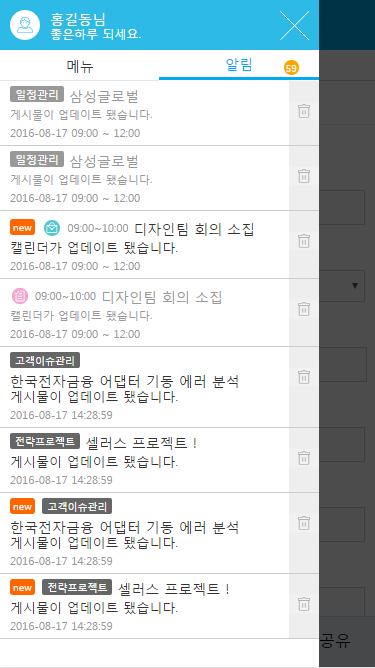 홍길동님
좋은하루 되세요.
메뉴
알림 59
일정관리 삼성글로벌
게시물이 업데이트 됐습니다.
2016-08-17 09:00 ~ 12:00
일정관리 삼성글로벌
게시물이 업데이트 됐습니다.
2016-08-17 09:00 ~ 12:00
new 09:00~10:00 디자인팀 회의 소집
캘린더가 업데이트 됐습니다.
2016-08-17 09:00 ~ 12:00
09:00~10:00 디자인팀 회의 소집
캘린더가 업데이트 됐습니다.
2016-08-17 09:00 ~ 12:00
고객이슈관리
한국전자금융 어댑터 기동 에러 분석
게시물이 업데이트 됐습니다.
2016-08-17 14:28:59
전략프로젝트 셀러스 프로젝트 !
게시물이 업데이트 됐습니다.
2016-08-17 14:28:59
new 고객이슈관리
한국전자금융 어댑터 기동 에러 분석
게시물이 업데이트 됐습니다.
2016-08-17 14:28:59
new 전략프로젝트 셀러스 프로젝트 !
게시물이 업데이트 됐습니다.
2016-08-17 14:28:59
공유